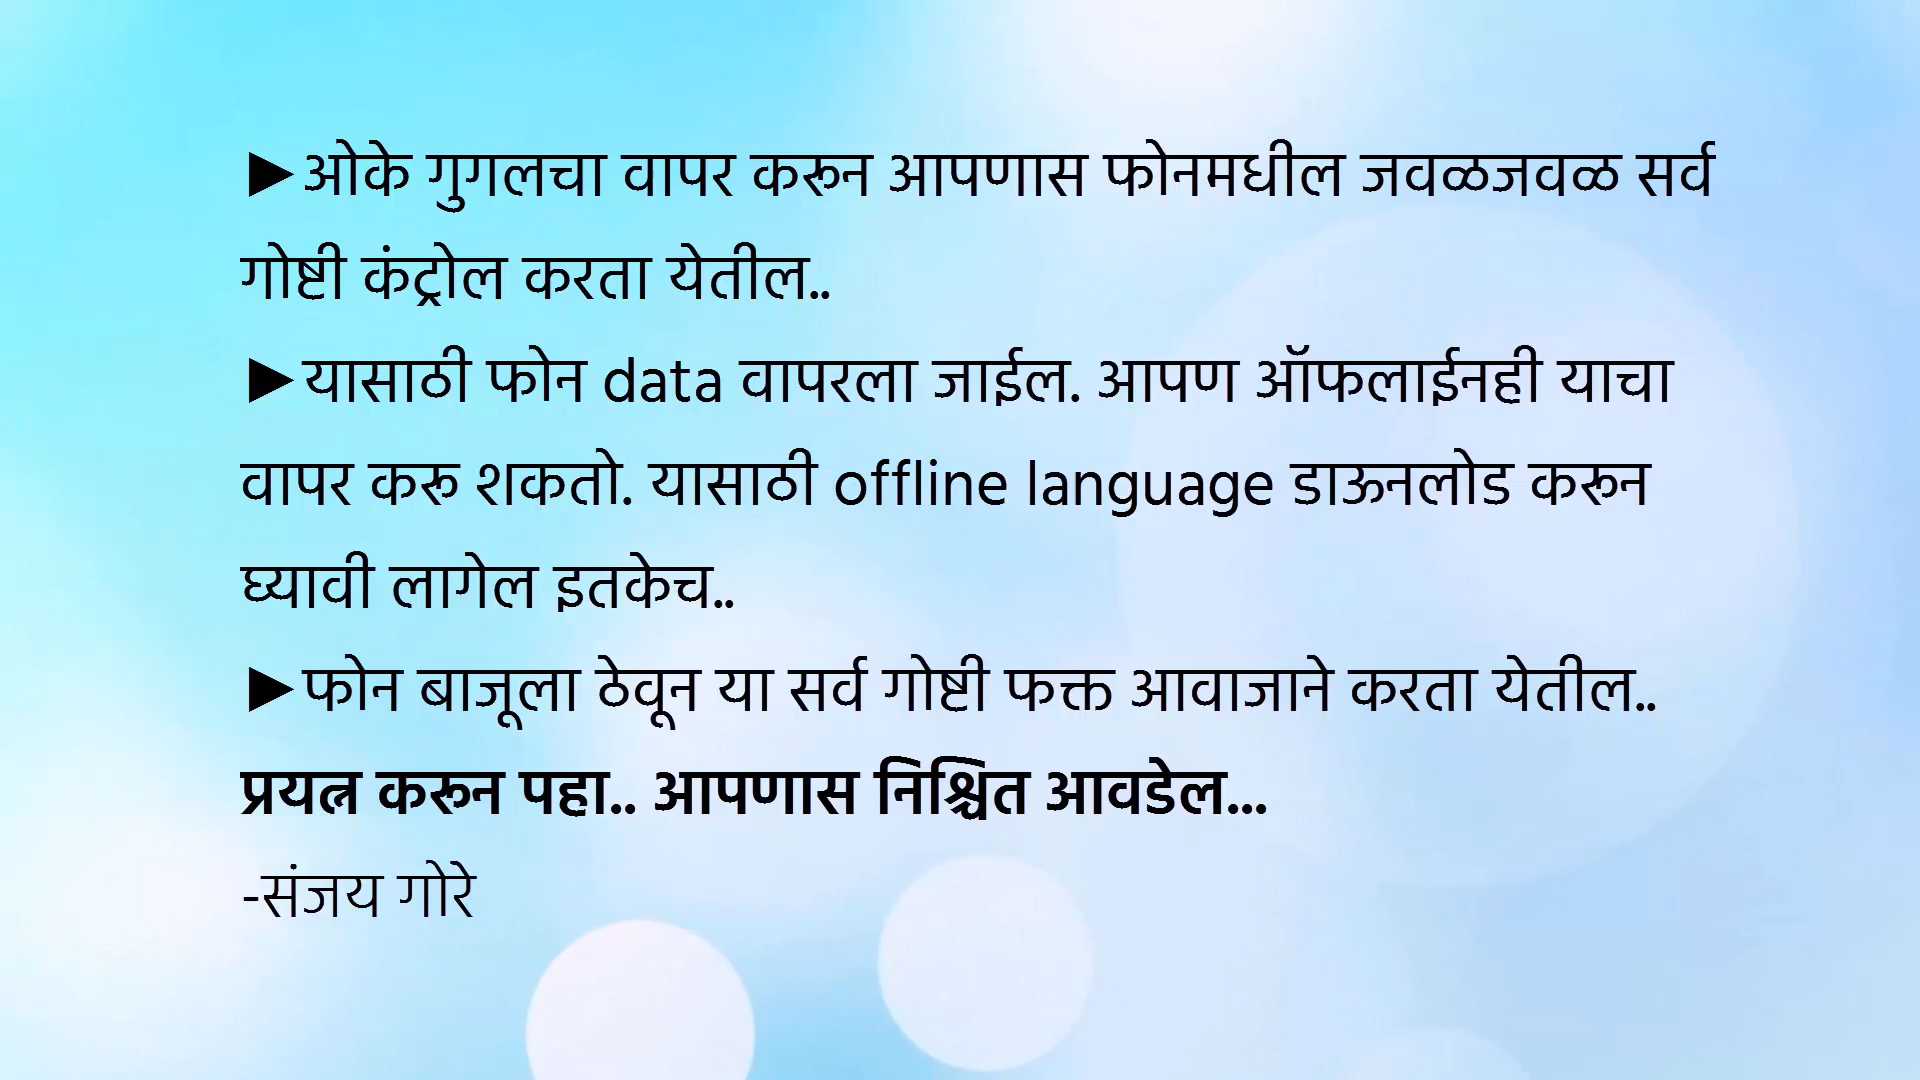 ►ओके गुगलचा वापर करून आपणास फोनमधील जवळजवळ सर्व
गोष्टी कंट्रोल करता येतील..
►यासाठी फोन data वापरला जाईल. आपण ऑफलाईनही याचा
वापर करू शकतो. यासाठी offline language डाऊनलोड करून
घ्यावी लागेल इतकेच..
►फोन बाजूला ठेवून या सर्व गोष्टी फक्त आवाजाने करता येतील..
प्रयत्न करून पहा.. आपणास निश्चित आवडेल...
-संजय गोरे